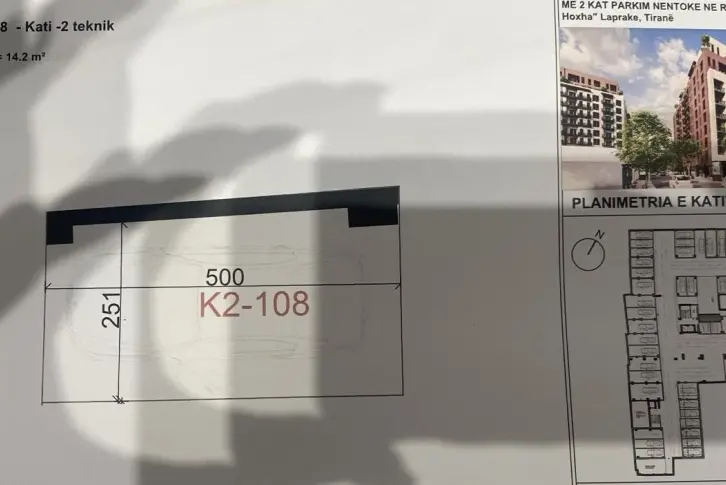 8 - Kati -2 teknik
= 14.2 m²
ME 2 KAT PARKIM NENTOKE NE R
Hoxha" Laprake, Tiranë
500
K2-108
251
PLANIMETRIA E KATI
N